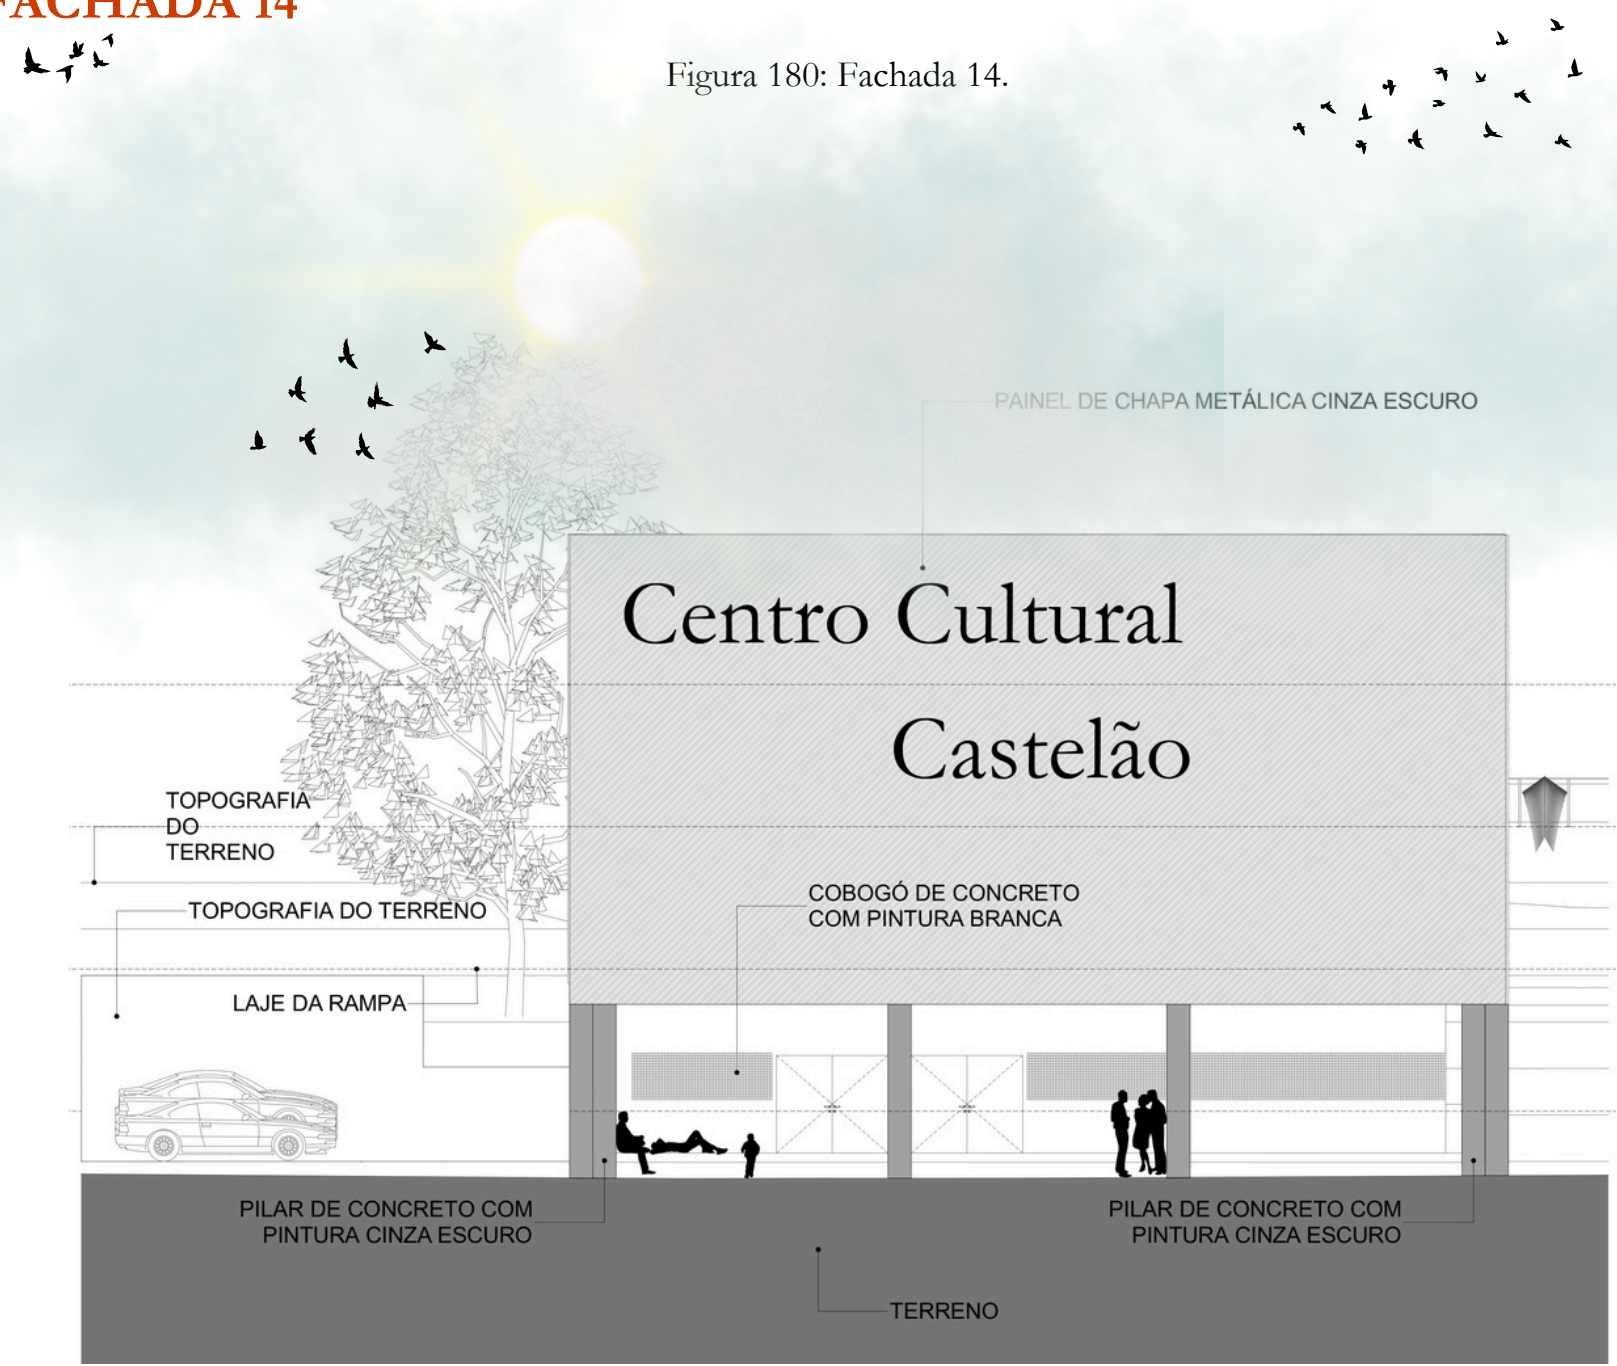 FACHADA 14
Figura 180: Fachada 14.
PAINEL DE CHAPA METÁLICA CINZA ESCURO
Centro Cultural
Castelão
TOPOGRAFIA
DO
TERRENO
COBOGÓ DE CONCRETO
COM PINTURA BRANCA
TOPOGRAFIA DO TERRENO
LAJE DA RAMPA
PILAR DE CONCRETO COM
PINTURA CINZA ESCURO
PILAR DE CONCRETO COM
PINTURA CINZA ESCURO
TERRENO